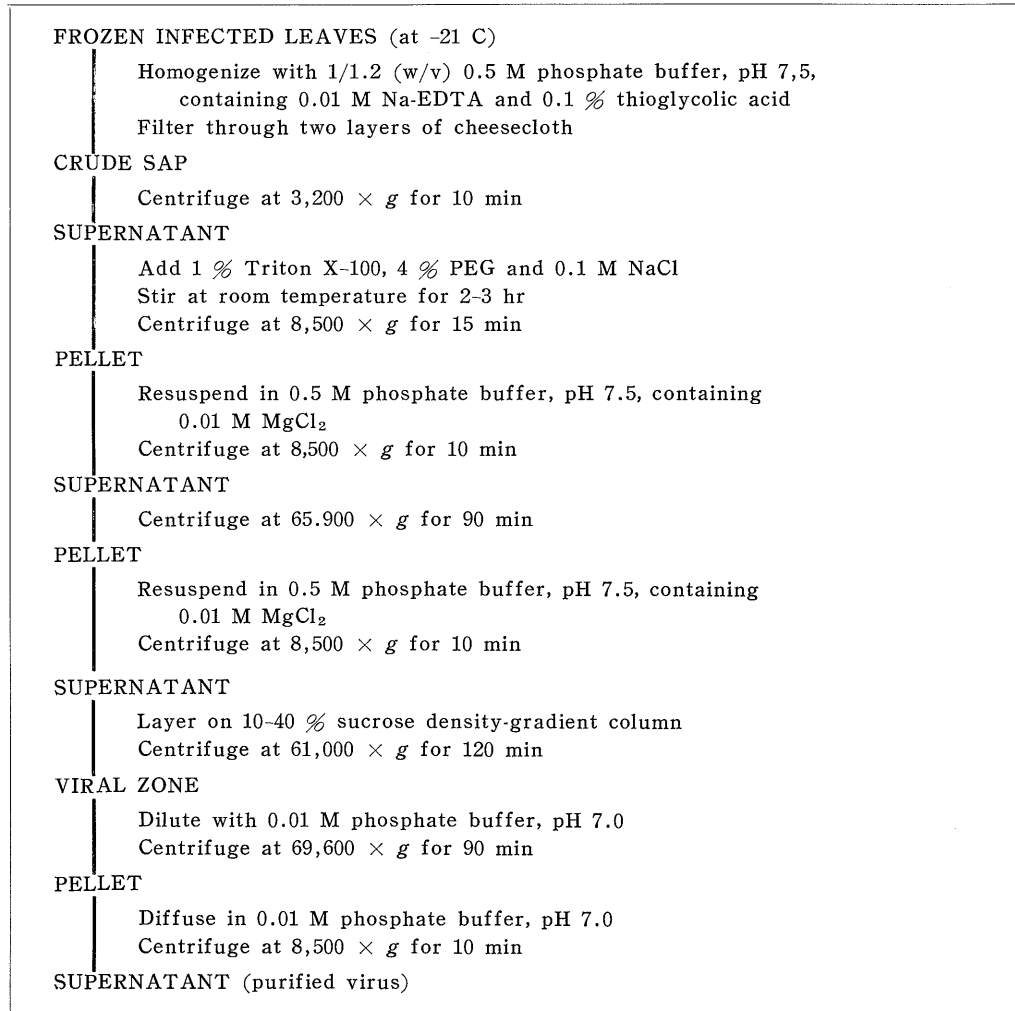 FROZEN INFECTED LEAVES (at -21 C)
Homogenize with 1/1.2 (w/v) 0.5 M phosphate buffer, pH 7,5,
containing 0.01 M Na-EDTA and 0.1 % thioglycolic acid
Filter through two layers of cheesecloth
CRUDE SAP
Centrifuge at 3,200 × g for 10 min
SUPERNATANT
Add 1 % Triton X-100, 4 % PEG and 0.1 M NaCl
Stir at room temperature for 2-3 hr
Centrifuge at 8,500 × g for 15 min
PELLET
Resuspend in 0.5 M phosphate buffer, pH 7.5, containing
0.01 M MgCl₂
Centrifuge at 8,500 × g for 10 min
SUPERNATANT
Centrifuge at 65.900 × g for 90 min
PELLET
Resuspend in 0.5 M phosphate buffer, pH 7.5, containing
0.01 M MgCl₂
Centrifuge at 8,500 × g for 10 min
SUPERNATANT
Layer on 10-40 % sucrose density-gradient column
Centrifuge at 61,000 × g for 120 min
VIRAL ZONE
Dilute with 0.01 M phosphate buffer, pH 7.0
Centrifuge at 69,600 × g for 90 min
PELLET
Diffuse in 0.01 M phosphate buffer, pH 7.0
Centrifuge at 8,500 × g for 10 min
SUPERNATANT (purified virus)